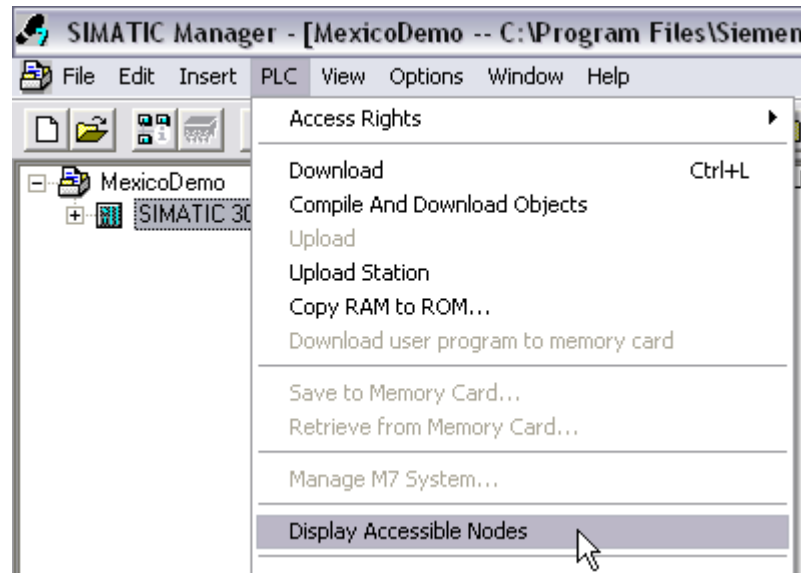 SIMATIC Manager - [MexicoDemo -- C:\Program Files\Siemen
File Edit Insert PLC View Options Window Help
Access Rights
MexicoDemo
SIMATIC 30
Download Ctrl+L
Compile And Download Objects
Upload
Upload Station
Copy RAM to ROM...
Download user program to memory card
Save to Memory Card...
Retrieve from Memory Card...
Manage M7 System...
Display Accessible Nodes